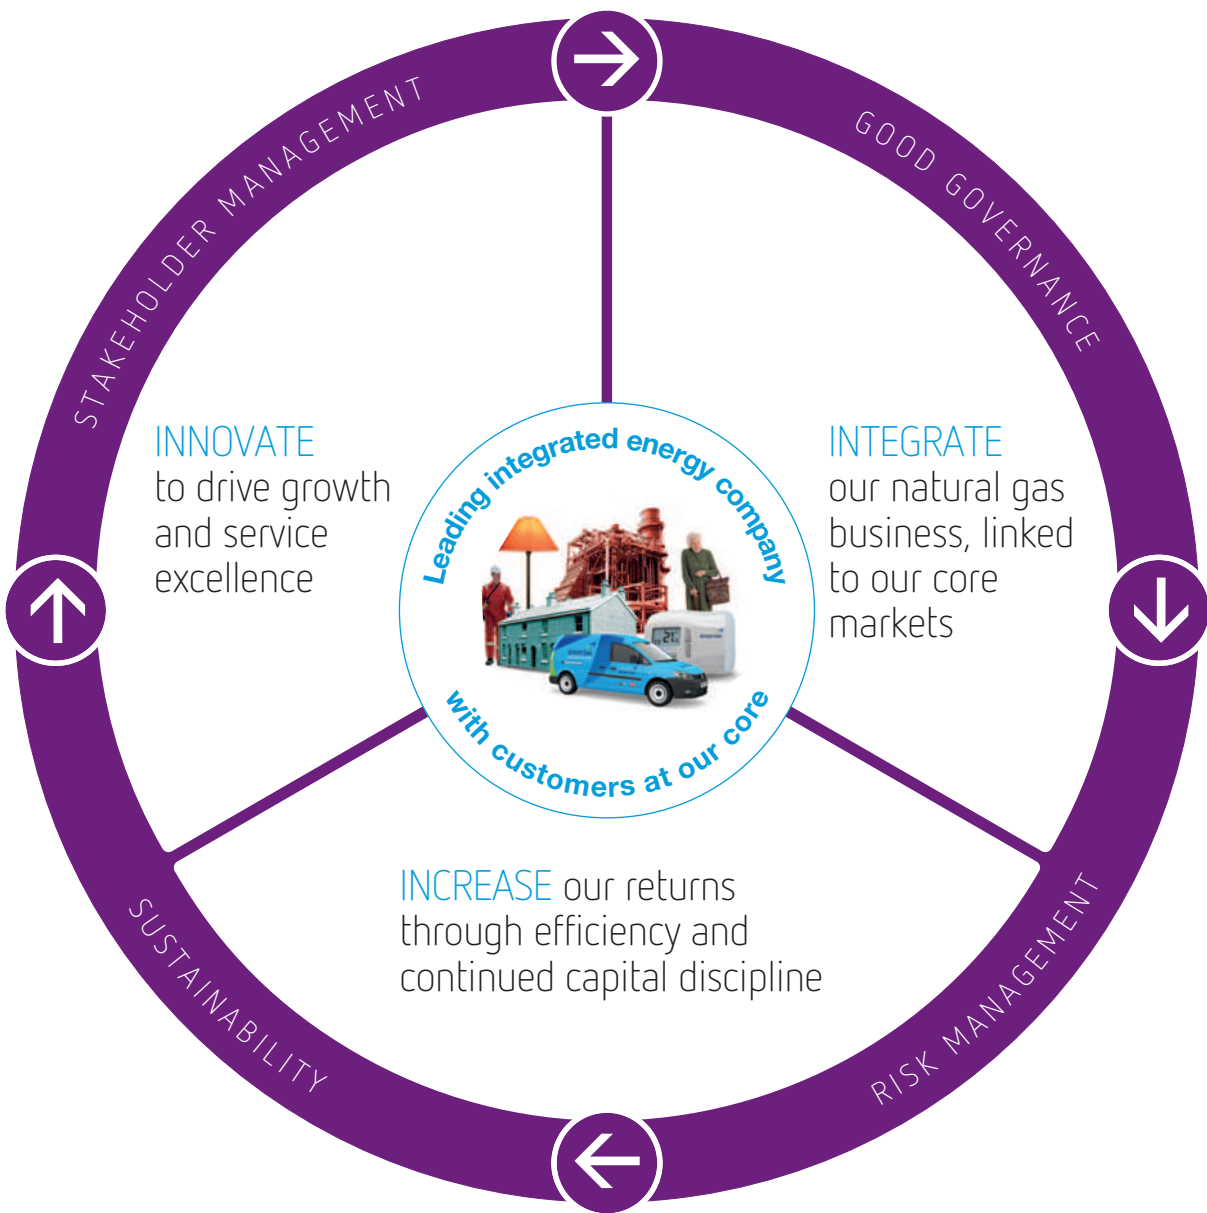 STAKEHOLDER MANAGEMENT
GOOD GOVERNANCE
INNOVATE
to drive growth
and service
excellence
Leading integrated energy company
with customers at our core
21
INTEGRATE
our natural gas
business, linked
to our core
markets
INCREASE our returns
through efficiency and
continued capital discipline
SUSTAINABILITY
RISK MANAGEMENT